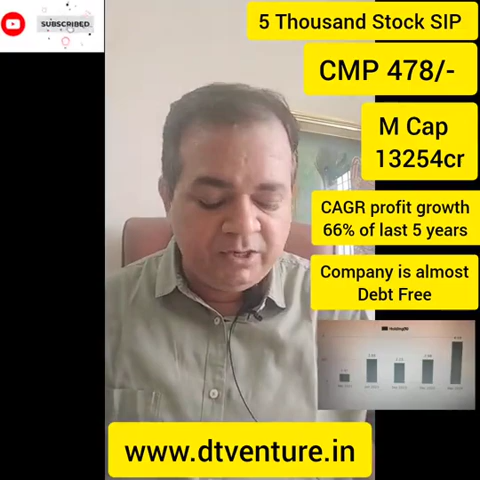 SUBSCRIBED
5 Thousand Stock SIP
CMP 478/-
M Cap
13254cr
CAGR profit growth
66% of last 5 years
Company is almost
Debt Free
www.dtventure.in